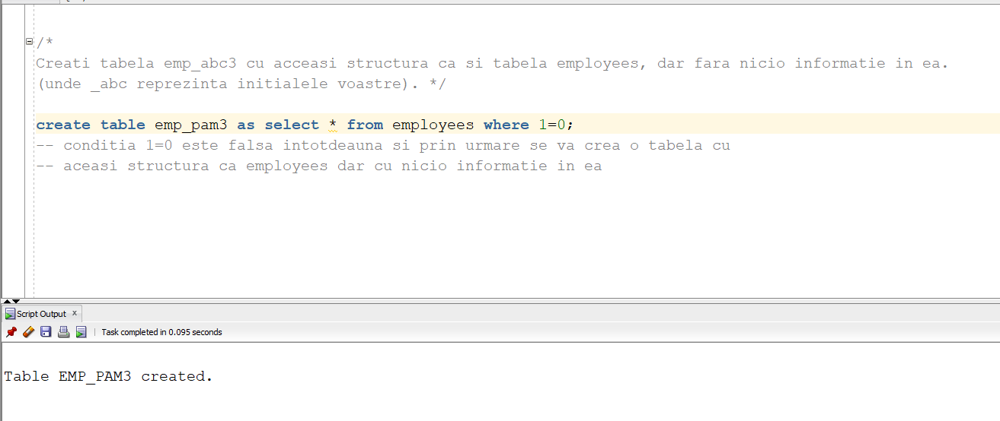 /*
Creati tabela emp_abc3 cu acceasi structura ca si tabela employees, dar fara nicio informatie in ea.
(unde _abc reprezinta initialele voastre). */
create table emp_pam3 as select * from employees where 1=0;
-- conditia 1=0 este falsa intotdeauna si prin urmare se va crea o tabela cu
-- aceasi structura ca employees dar cu nicio informatie in ea
Script Output x
Task completed in 0.095 seconds
Table EMP_PAM3 created.